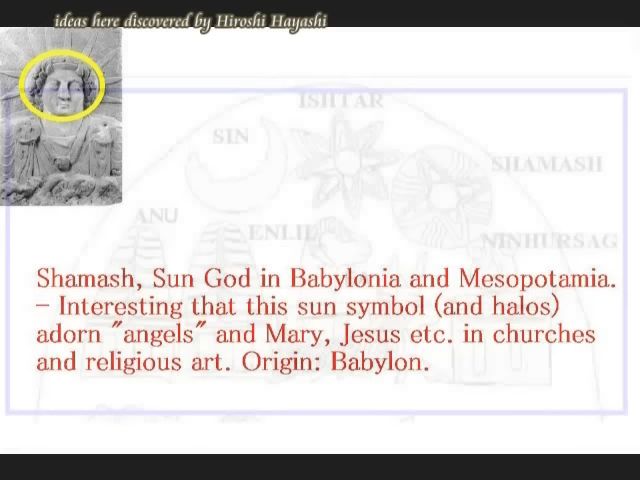 ideas here discovered by Hiroshi Hayashi
ISHTAR
SIN
SHAMASH
ANU
ENLIL
NINHURSAG
Shamash, Sun God in Babylonia and Mesopotamia.
– Interesting that this sun symbol (and halos)
adorn "angels" and Mary, Jesus etc. in churches
and religious art. Origin: Babylon.